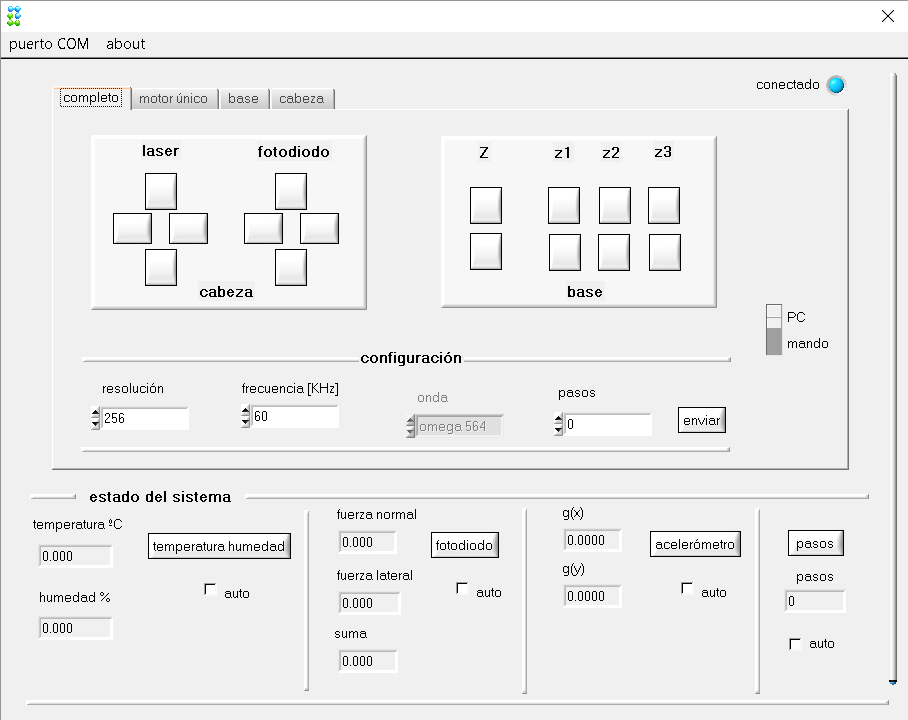 puerto COM about
conectado
completo motor único base cabeza
laser fotodiodo
cabeza
Z z1 z2 z3
base
PC
mando
configuración
resolución
256
frecuencia [KHz]
60
onda
omega 564
pasos
0
enviar
estado del sistema
temperatura ºC
0.000
humedad %
0.000
temperatura humedad
auto
fuerza normal
0.000
fuerza lateral
0.000
suma
0.000
fotodiodo
auto
g(x)
0.0000
g(y)
0.0000
acelerómetro
auto
pasos
pasos
0
auto